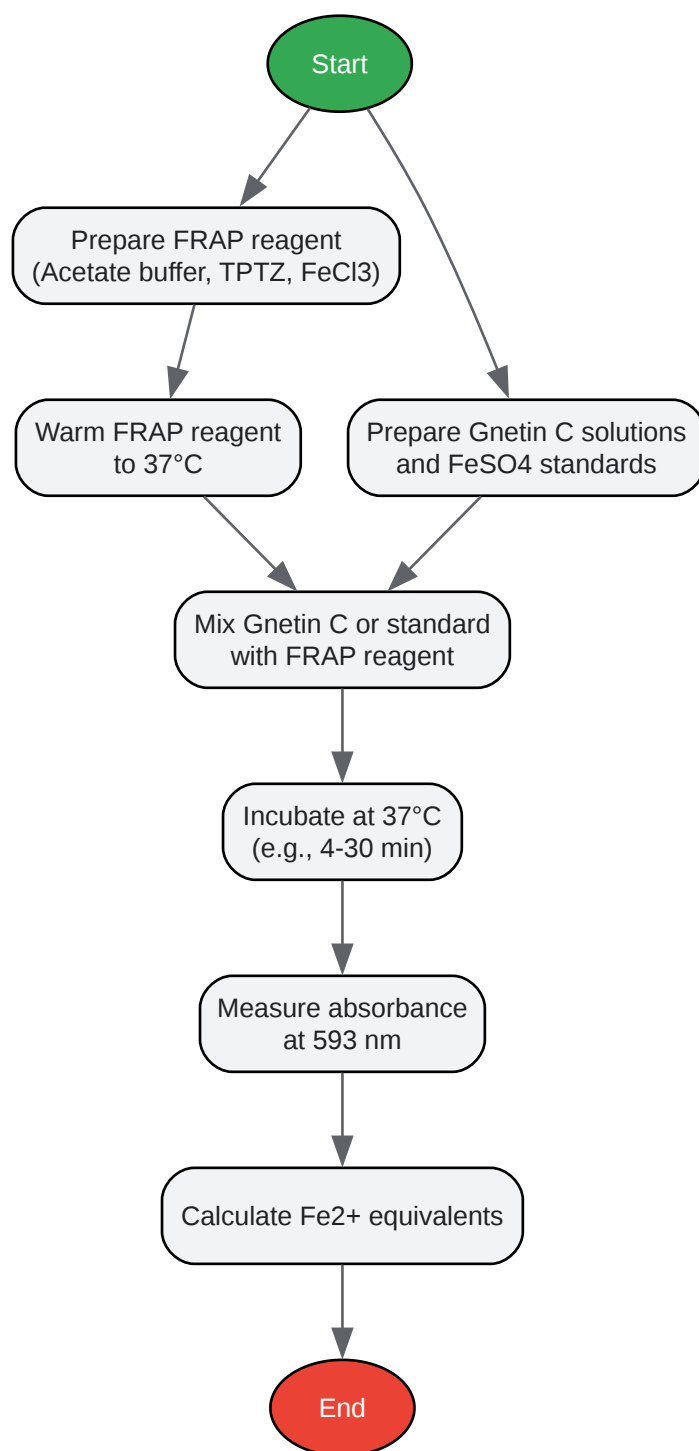 Start
Prepare FRAP reagent
(Acetate buffer, TPTZ, FeCl3)
Warm FRAP reagent
to 37°C
Prepare Gnetin C solutions
and FeSO4 standards
Mix Gnetin C or standard
with FRAP reagent
Incubate at 37°C
(e.g., 4-30 min)
Measure absorbance
at 593 nm
Calculate Fe2+ equivalents
End